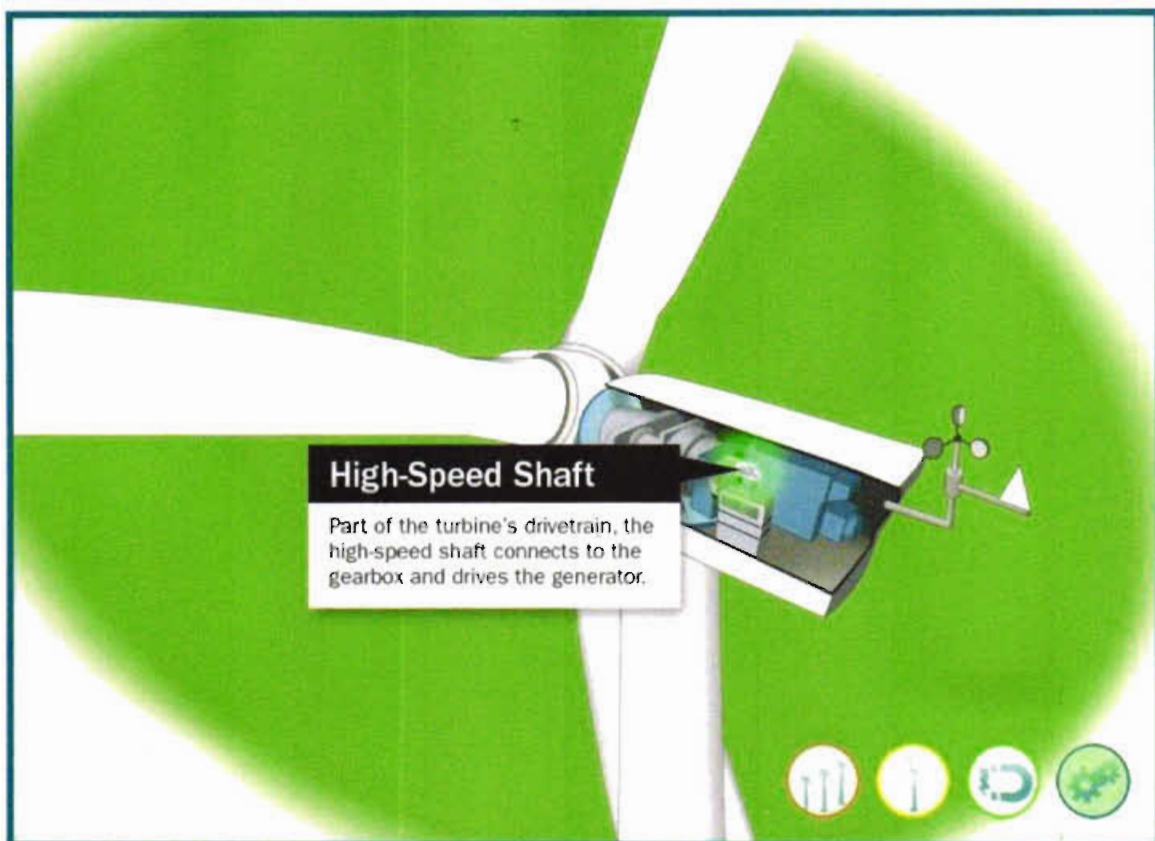 High-Speed Shaft
Part of the turbine's drivetrain, the
high-speed shaft connects to the
gearbox and drives the generator.